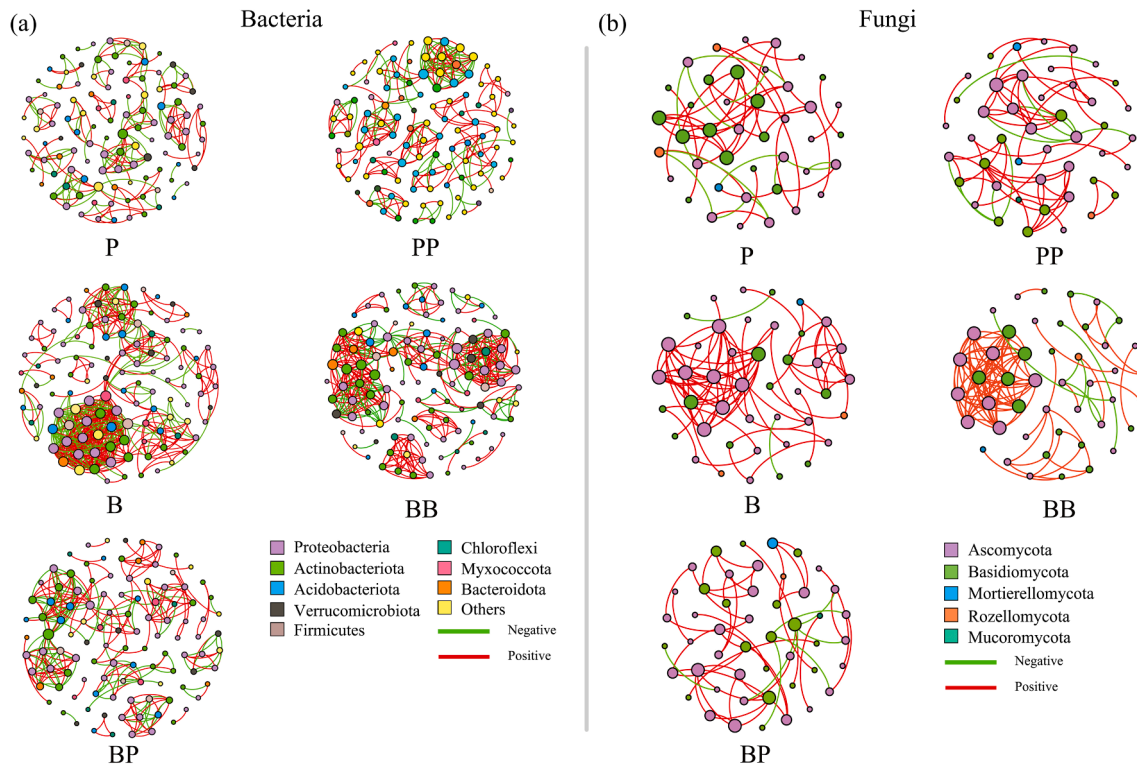 (a)
Bacteria
P
PP
B
BB
BP
Proteobacteria
Actinobacteriota
Acidobacteriota
Verrucomicrobiota
Firmicutes
Chloroflexi
Myxococcota
Bacteroidota
Others
Negative
Positive
(b)
Fungi
P
PP
B
BB
BP
Ascomycota
Basidiomycota
Mortierellomycota
Rozellomycota
Mucoromycota
Negative
Positive